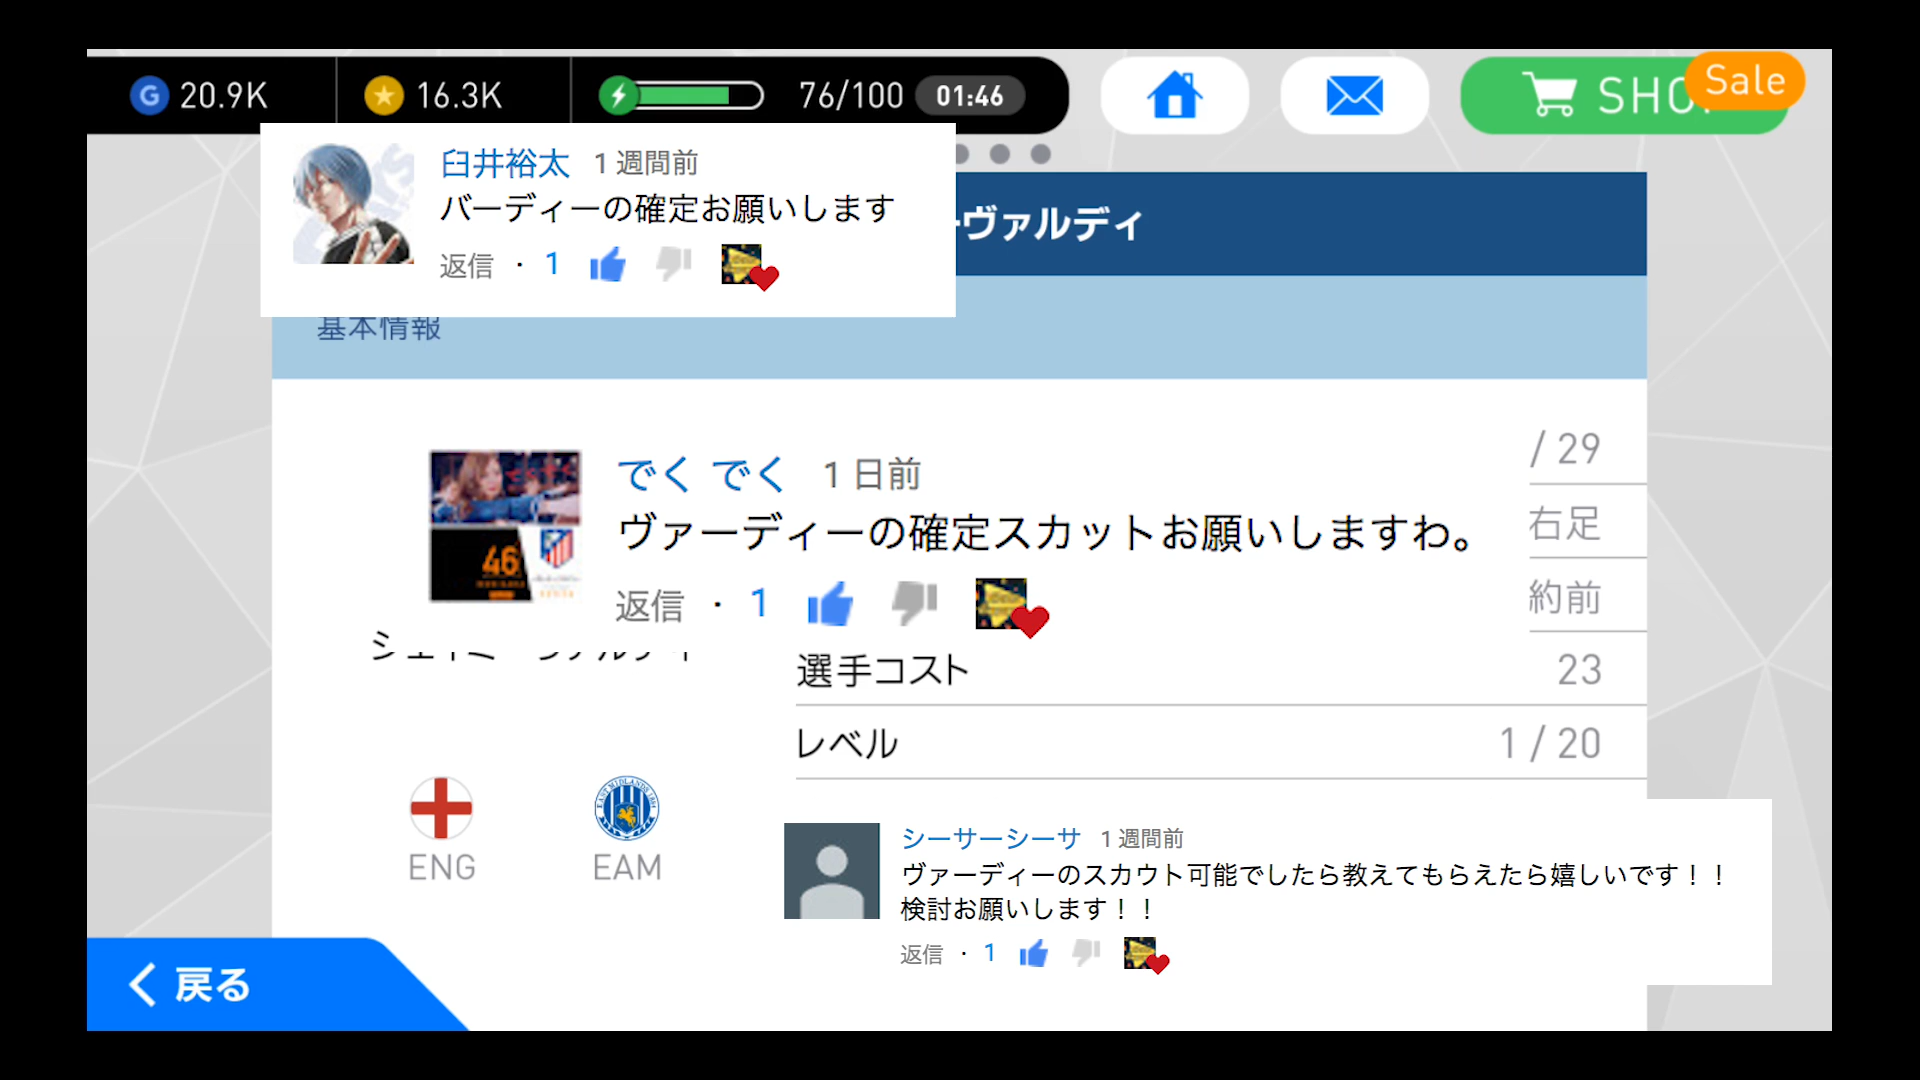 G 20.9K
16.3K
76/100 01:46
Sale
臼井裕太 1 週間前
バーディーの確定お願いします
返信 · 1
ヴァルディ
基本情報
でく でく 1 日前
ヴァーディーの確定スカットお願いしますわ。
返信 · 1
46
/ 29
右足
約前
選手コスト 23
レベル 1 / 20
ENG
EAM
シーサーシーサ 1 週間前
ヴァーディーのスカウト可能でしたら教えてもらえたら嬉しいです！！
検討お願いします！！
返信 · 1
戻る